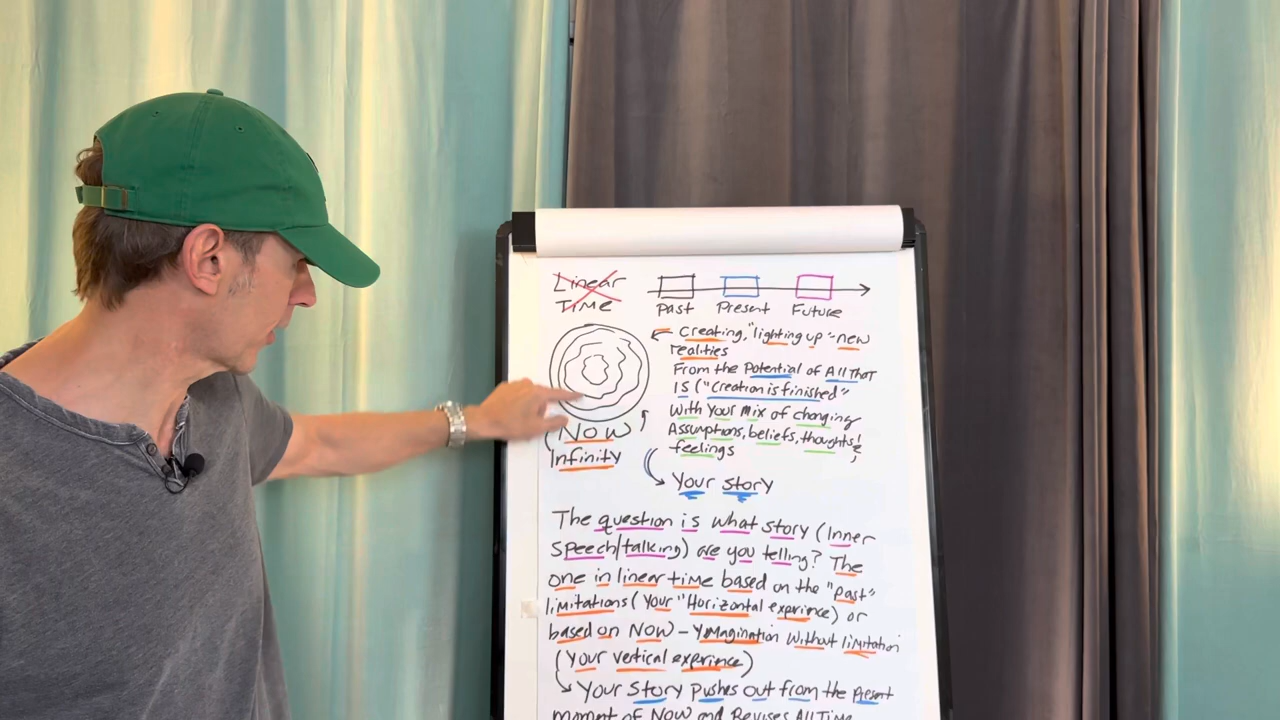 Linear
Time
Past Present Future
Creating, "lighting up" new
realities
From the Potential of All That
Is ("Creation is finished"
With Your Mix of changing
Assumptions, beliefs, thoughts &
feelings
(Now)
Infinity
Your story
The question is what story (Inner
Speech/talking) are you telling? The
one in linear time based on the "past"
limitations (Your "Horizontal exprince) or
based on Now) - YMagination Without limitation
(Your vertical exprince)
Your Story Pushes out from the Present
moment of Now and Revises All Time